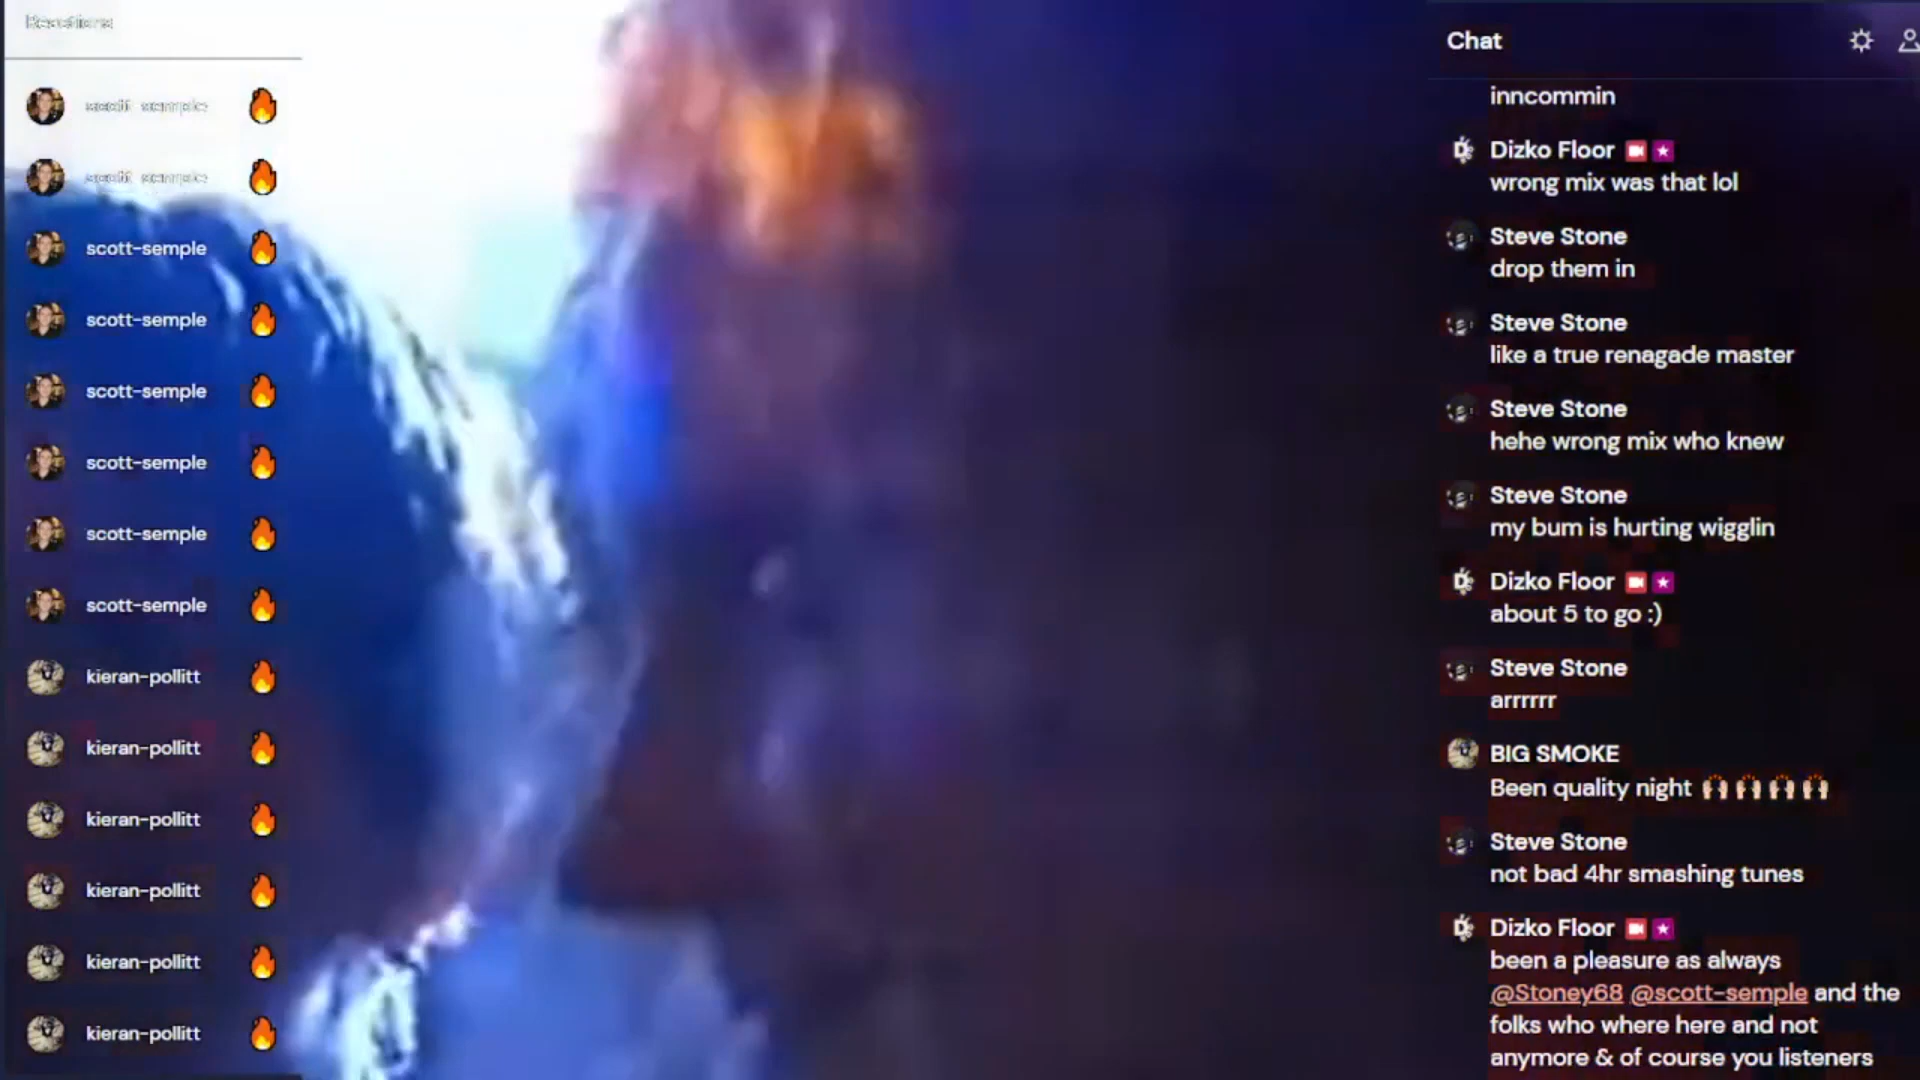 Reactions
scott-semple
scott-semple
scott-semple
scott-semple
scott-semple
scott-semple
scott-semple
scott-semple
kieran-pollitt
kieran-pollitt
kieran-pollitt
kieran-pollitt
kieran-pollitt
kieran-pollitt
Chat
inncommin
Dizko Floor
wrong mix was that lol
Steve Stone
drop them in
Steve Stone
like a true renagade master
Steve Stone
hehe wrong mix who knew
Steve Stone
my bum is hurting wigglin
Dizko Floor
about 5 to go :)
Steve Stone
arrrrrr
BIG SMOKE
Been quality night 🙌🙌🙌🙌
Steve Stone
not bad 4hr smashing tunes
Dizko Floor
been a pleasure as always
@Stoney68 @scott-semple and the
folks who where here and not
anymore & of course you listeners